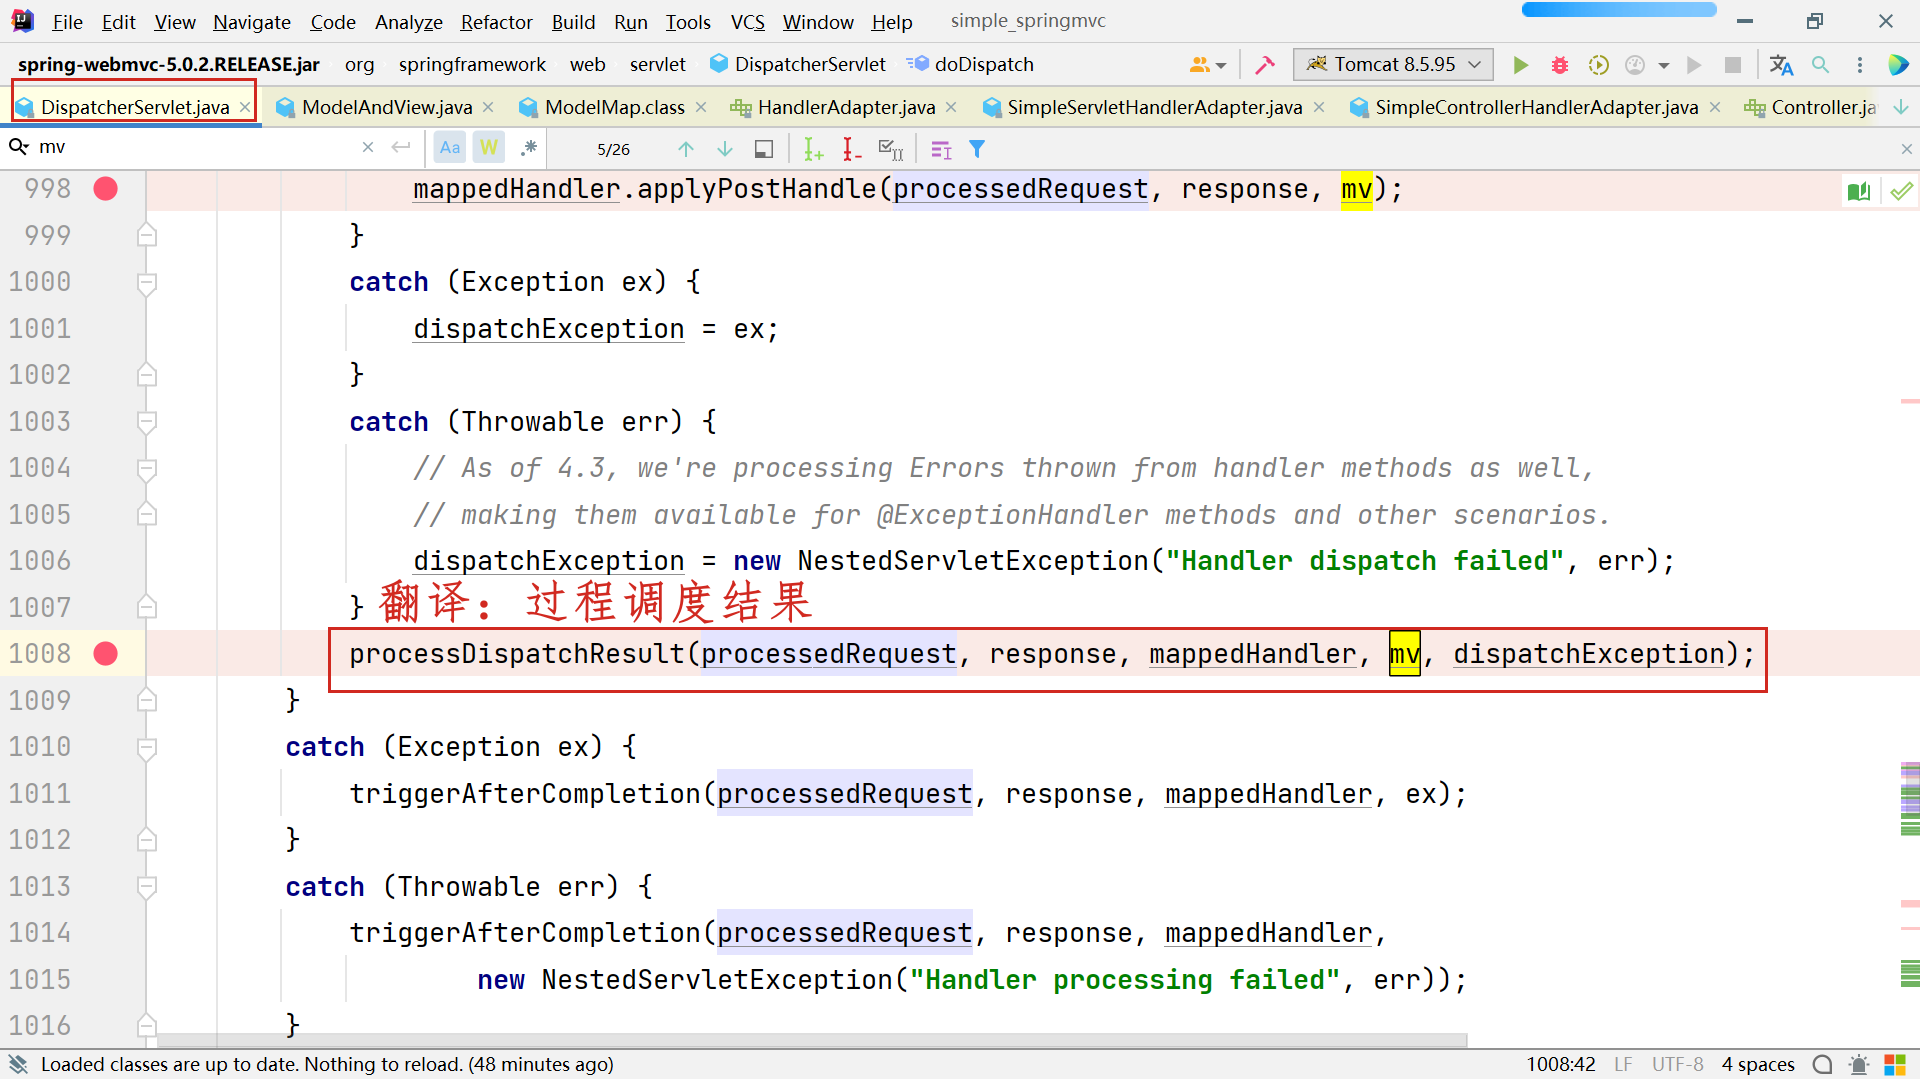 File Edit View Navigate Code Analyze Refactor Build Run Tools VCS Window Help simple_springmvc
spring-webmvc-5.0.2.RELEASE.jar org springframework web servlet DispatcherServlet doDispatch Tomcat 8.5.95
DispatcherServlet.java ModelAndView.java ModelMap.class HandlerAdapter.java SimpleServletHandlerAdapter.java SimpleControllerHandlerAdapter.java Controller.ja
mv Aa W .* 5/26
998 mappedHandler.applyPostHandle(processedRequest, response, mv);
999 }
1000 catch (Exception ex) {
1001 dispatchException = ex;
1002 }
1003 catch (Throwable err) {
1004 // As of 4.3, we're processing Errors thrown from handler methods as well,
1005 // making them available for @ExceptionHandler methods and other scenarios.
1006 dispatchException = new NestedServletException("Handler dispatch failed", err);
1007 } 翻译：过程调度结果
1008 processDispatchResult(processedRequest, response, mappedHandler, mv, dispatchException);
1009 }
1010 catch (Exception ex) {
1011 triggerAfterCompletion(processedRequest, response, mappedHandler, ex);
1012 }
1013 catch (Throwable err) {
1014 triggerAfterCompletion(processedRequest, response, mappedHandler,
1015 new NestedServletException("Handler processing failed", err));
1016 }
Loaded classes are up to date. Nothing to reload. (48 minutes ago) 1008:42 LF UTF-8 4 spaces